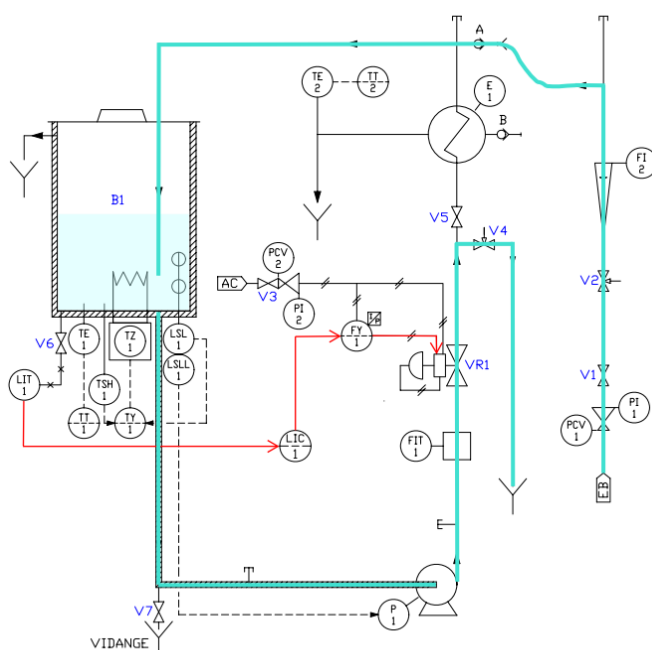 A
TE
2
TT
2
E
1
B
FI
2
B1
V5
V4
PCV
2
AC
V3
PI
2
V2
I/P
FY
1
V6
TE
1
TZ
1
LSL
1
LSLL
1
VR1
V1
LIT
1
TSH
1
PI
1
TT
1
TY
1
LIC
1
FIT
1
PCV
1
EB
P
1
V7
VIDANGE